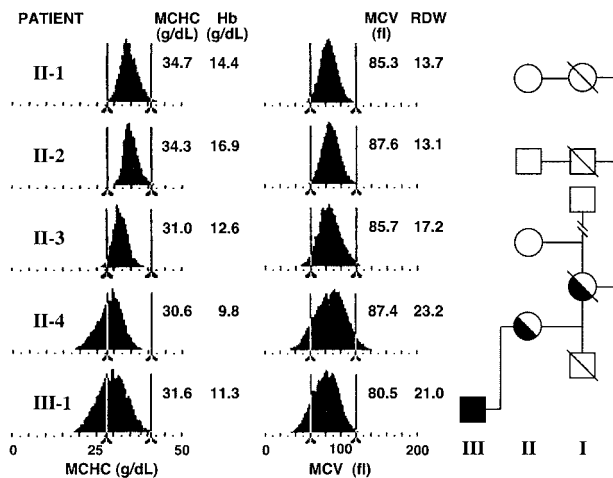 PATIENT MCHC Hb MCV RDW
(g/dL) (g/dL) (fl)
II-1 34.7 14.4 85.3 13.7
II-2 34.3 16.9 87.6 13.1
II-3 31.0 12.6 85.7 17.2
II-4 30.6 9.8 87.4 23.2
III-1 31.6 11.3 80.5 21.0
0 25 50 0 100 200
III II I
MCHC (g/dL) MCV (fl)